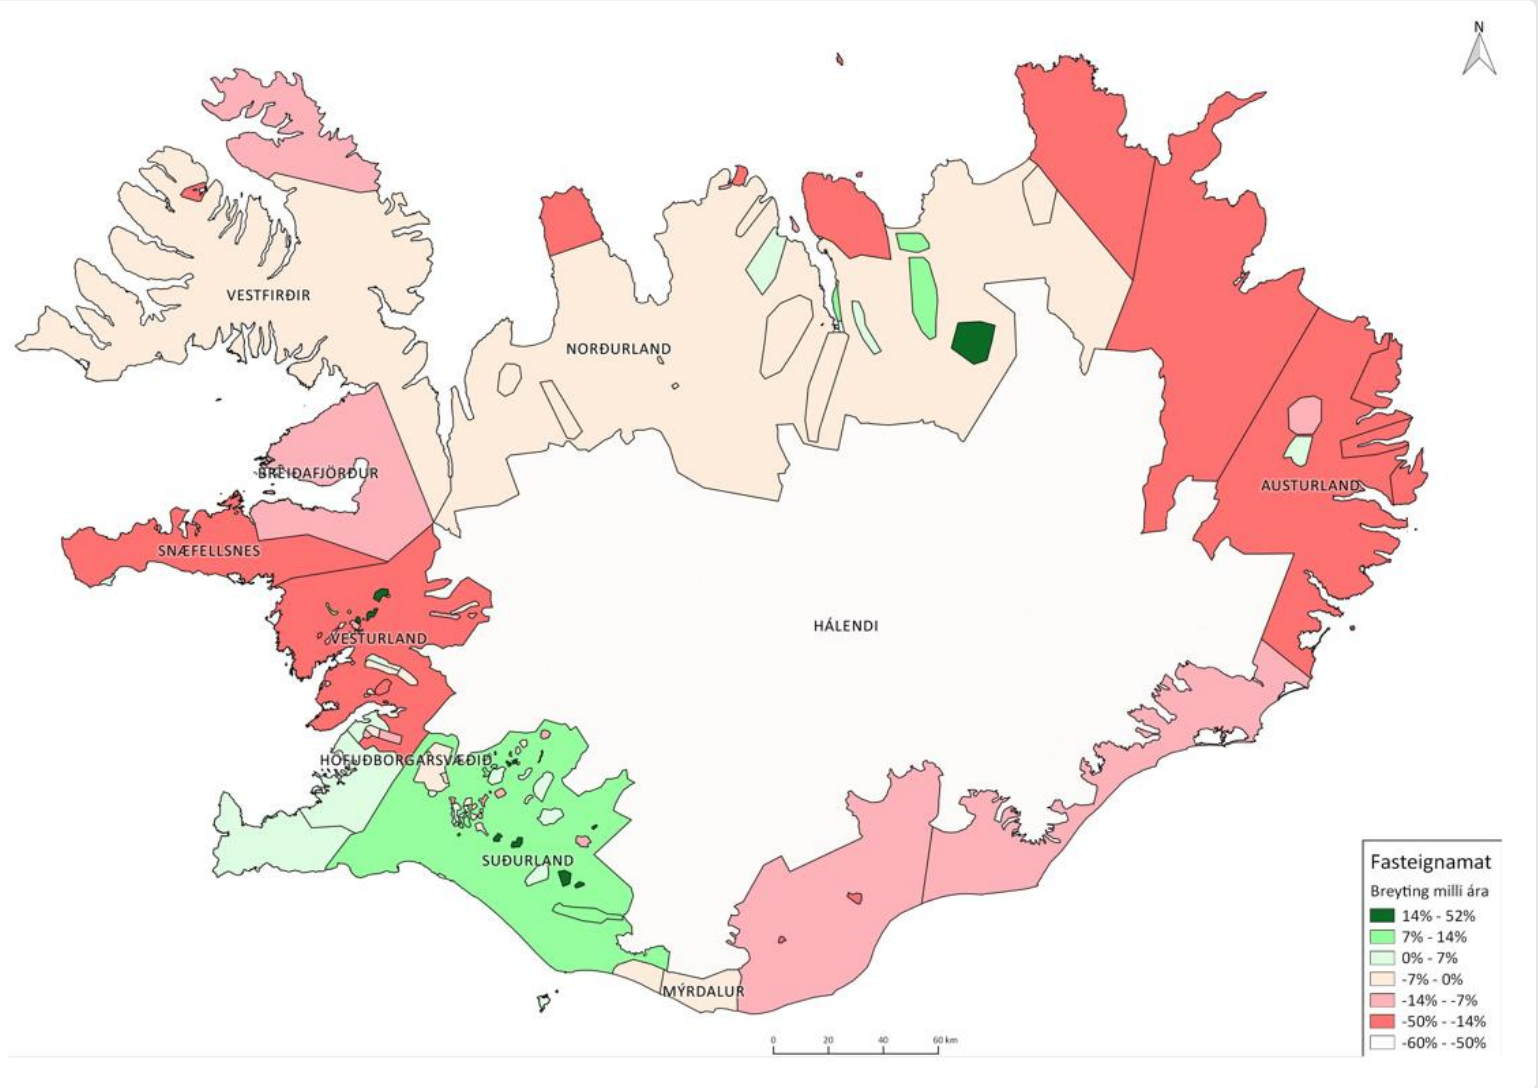 N
VESTFIRÐIR
NORÐURLAND
BREIÐAFJÖRÐUR
AUSTURLAND
SNÆFELLSNES
HÁLENDI
VESTURLAND
HÖFUÐBORGARSVÆÐIÐ
SUÐURLAND
MÝRDALUR
0 20 40 60 km
Fasteignamat
Breyting milli ára
14% - 52%
7% - 14%
0% - 7%
-7% - 0%
-14% - -7%
-50% - -14%
-60% - -50%